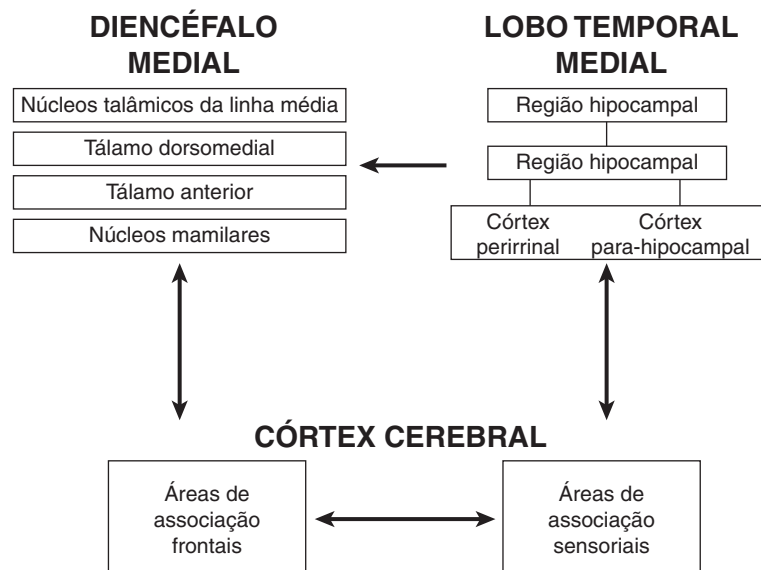 DIENCÉFALO
MEDIAL
Núcleos talâmicos da linha média
Tálamo dorsomedial
Tálamo anterior
Núcleos mamilares
LOBO TEMPORAL
MEDIAL
Região hipocampal
Região hipocampal
Córtex
perirrinal
Córtex
para-hipocampal
CÓRTEX CEREBRAL
Áreas de
associação
frontais
Áreas de
associação
sensoriais